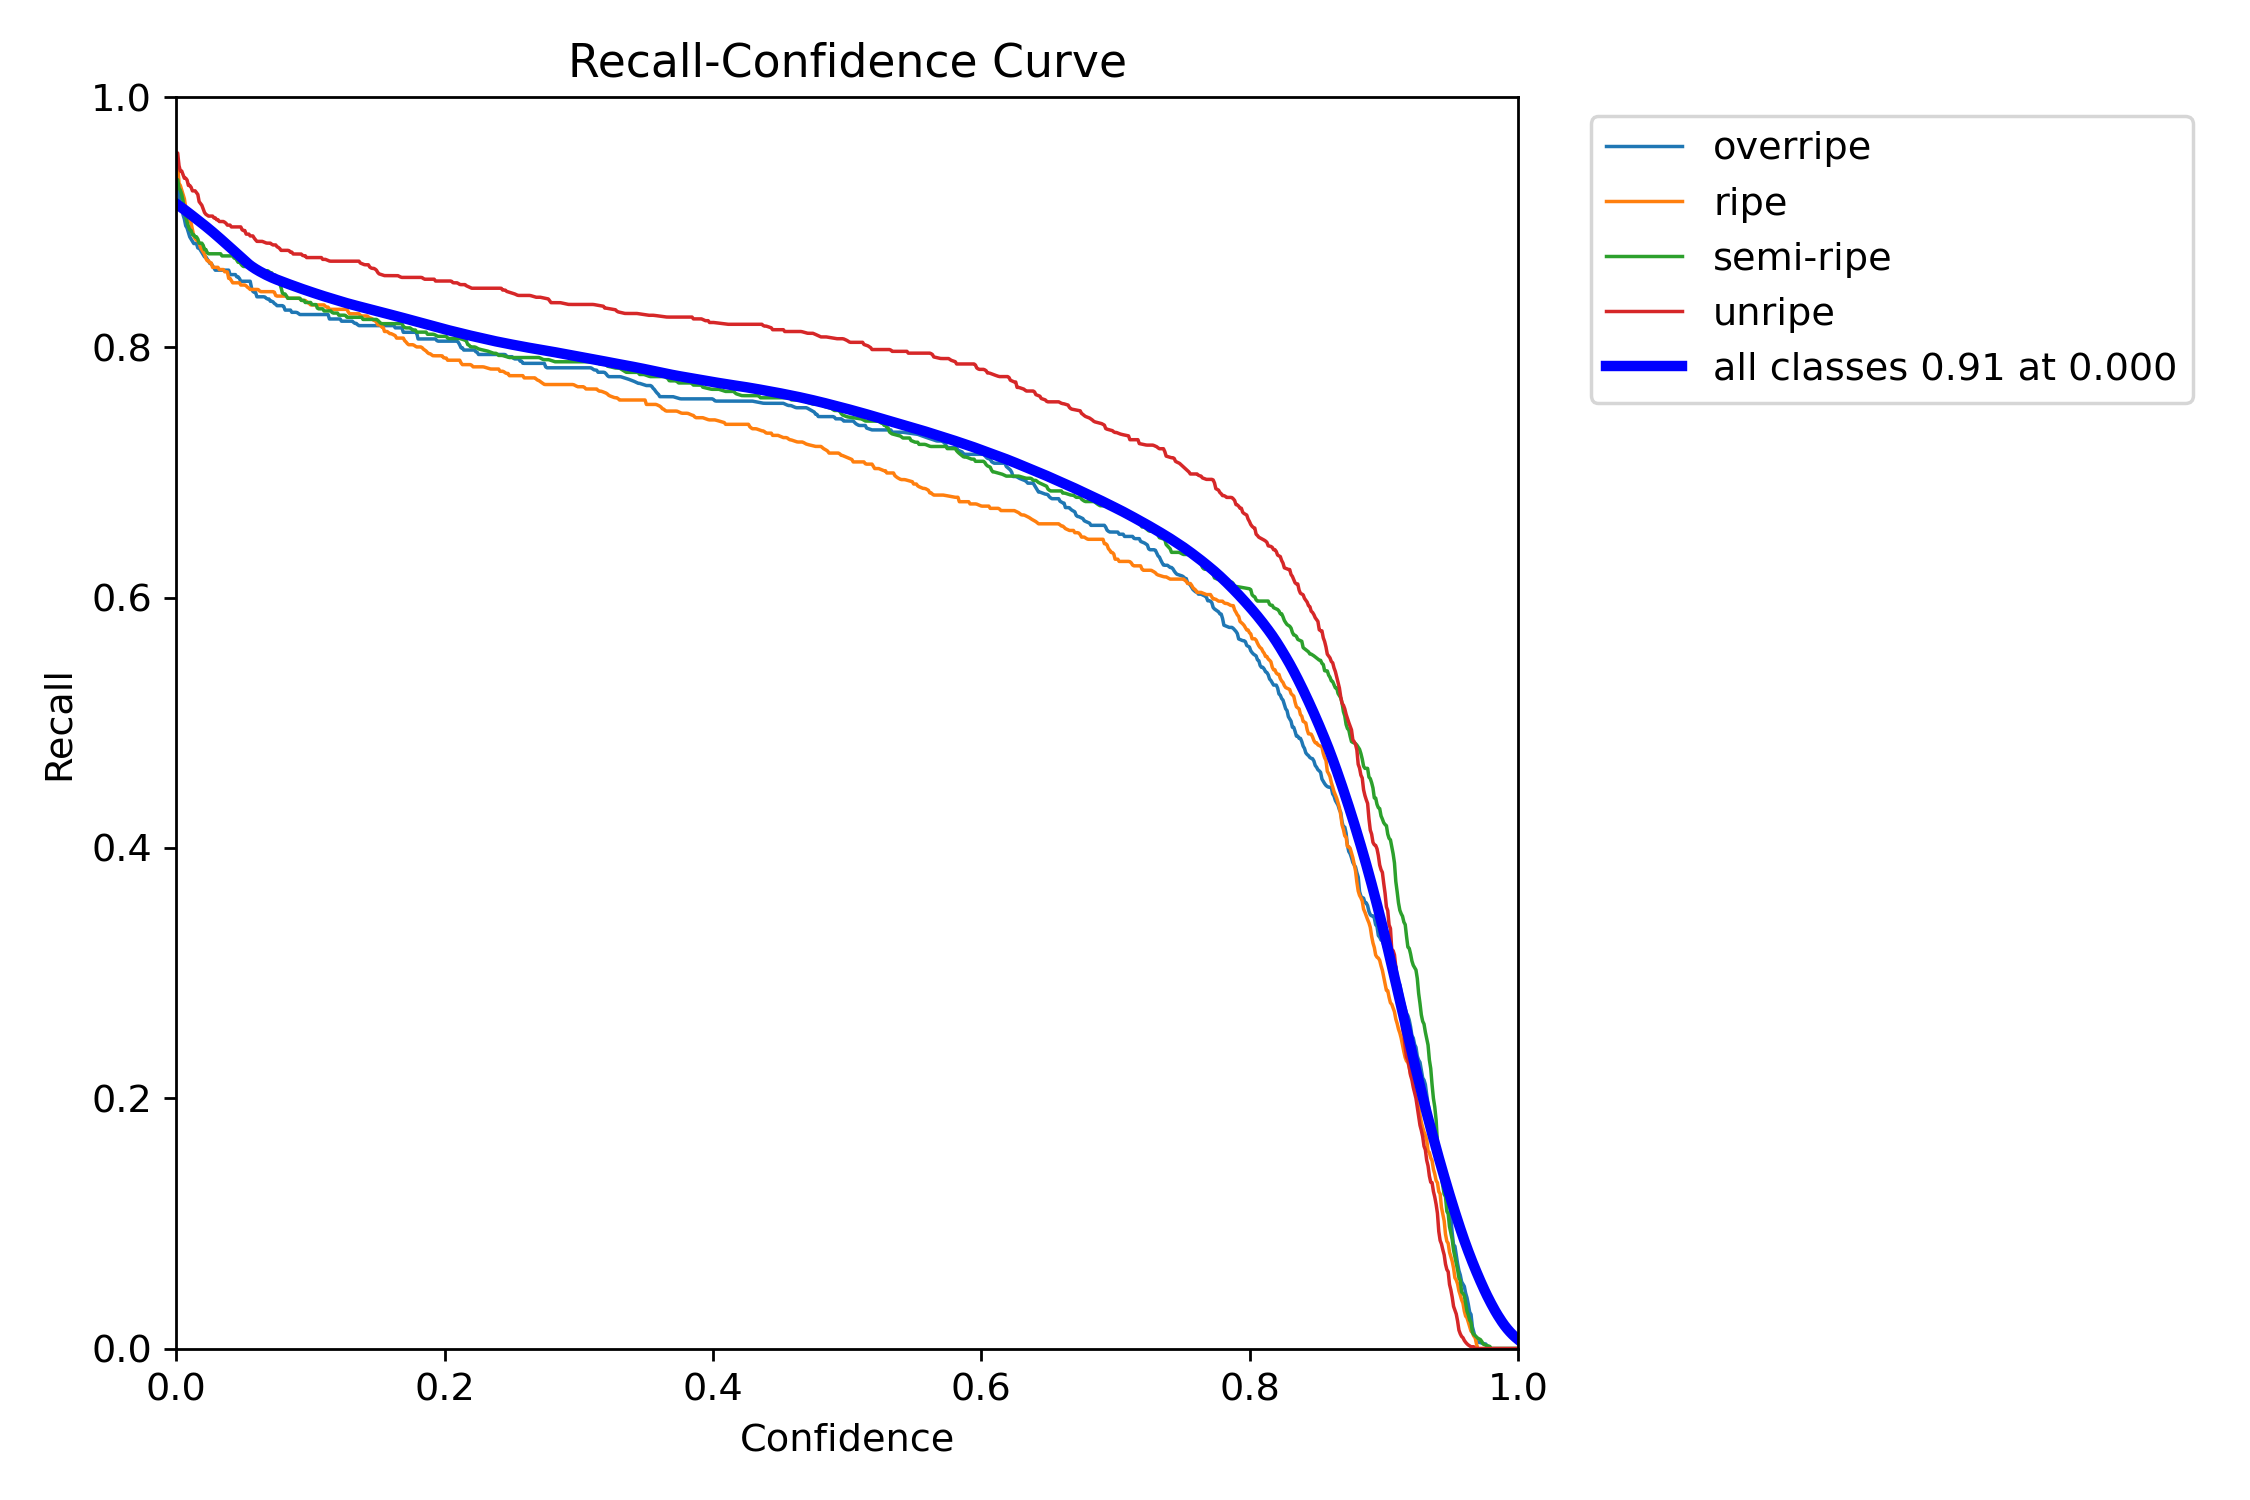 Recall-Confidence Curve
1.0
0.8
0.6
0.4
0.2
0.0
Recall
0.0 0.2 0.4 0.6 0.8 1.0
Confidence
overripe
ripe
semi-ripe
unripe
all classes 0.91 at 0.000